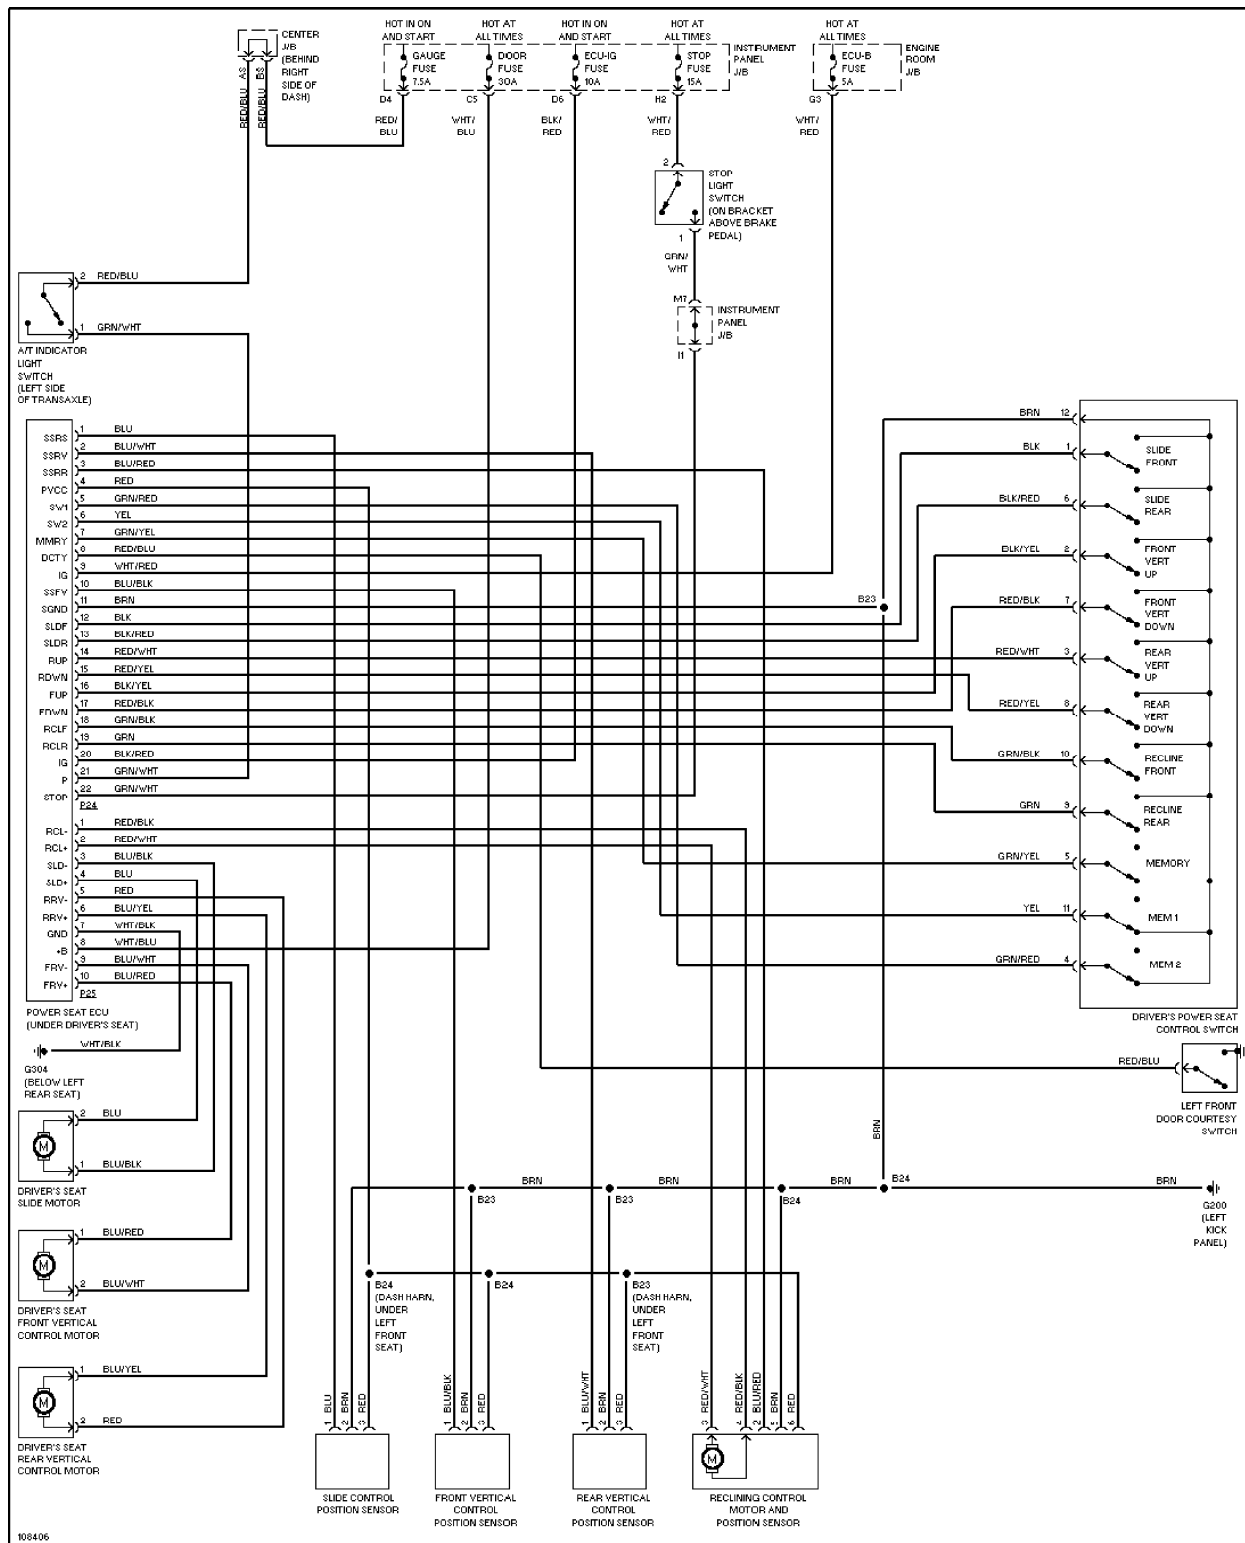 CENTER
J/B
(BEHIND
RIGHT
SIDE OF
DASH)
A5
B5
RED/BLU
RED/BLU
HOT IN ON
AND START
HOT AT
ALL TIMES
HOT IN ON
AND START
HOT AT
ALL TIMES
HOT AT
ALL TIMES
GAUGE
FUSE
7.5A
DOOR
FUSE
30A
ECU-IG
FUSE
10A
STOP
FUSE
15A
INSTRUMENT
PANEL
J/B
ECU-B
FUSE
5A
ENGINE
ROOM
J/B
D4
C5
D6
H2
G3
RED/
BLU
WHT/
BLU
BLK/
RED
WHT/
RED
WHT/
RED
2
STOP
LIGHT
SWITCH
(ON BRACKET
ABOVE BRAKE
PEDAL)
1
GRN/
WHT
M7
INSTRUMENT
PANEL
J/B
I1
2 RED/BLU
1 GRN/WHT
A/T INDICATOR
LIGHT
SWITCH
(LEFT SIDE
OF TRANSAXLE)
SSRS 1 BLU
SSRV 2 BLU/WHT
SSRR 3 BLU/RED
PVCC 4 RED
SW1 5 GRN/RED
SW2 6 YEL
MMRY 7 GRN/YEL
DCTY 8 RED/BLU
IG 9 WHT/RED
SSFV 10 BLU/BLK
SGND 11 BRN
SLDF 12 BLK
SLDR 13 BLK/RED
RUP 14 RED/WHT
RDWN 15 RED/YEL
FUP 16 BLK/YEL
FDWN 17 RED/BLK
RCLF 18 GRN/BLK
RCLR 19 GRN
IG 20 BLK/RED
P 21 GRN/WHT
STOP 22 GRN/WHT
P24
RCL- 1 RED/BLK
RCL+ 2 RED/WHT
SLD- 3 BLU/BLK
SLD+ 4 BLU
RRV- 5 RED
RRV+ 6 BLU/YEL
GND 7 WHT/BLK
+B 8 WHT/BLU
FRV- 9 BLU/WHT
FRV+ 10 BLU/RED
P25
POWER SEAT ECU
(UNDER DRIVER'S SEAT)
WHT/BLK
G304
(BELOW LEFT
REAR SEAT)
B23
BRN 12
BLK 1
SLIDE
FRONT
BLK/RED 6
SLIDE
REAR
BLK/YEL 2
FRONT
VERT
UP
RED/BLK 7
FRONT
VERT
DOWN
RED/WHT 3
REAR
VERT
UP
RED/YEL 8
REAR
VERT
DOWN
GRN/BLK 10
RECLINE
FRONT
GRN 9
RECLINE
REAR
GRN/YEL 5
MEMORY
YEL 11
MEM 1
GRN/RED 4
MEM 2
DRIVER'S POWER SEAT
CONTROL SWITCH
RED/BLU
LEFT FRONT
DOOR COURTESY
SWITCH
2 BLU
1 BLU/BLK
DRIVER'S SEAT
SLIDE MOTOR
M
1 BLU/RED
2 BLU/WHT
DRIVER'S SEAT
FRONT VERTICAL
CONTROL MOTOR
M
1 BLU/YEL
2 RED
DRIVER'S SEAT
REAR VERTICAL
CONTROL MOTOR
M
BRN
BRN
BRN
BRN
BRN
B23
B23
B24
B24
G200
(LEFT
KICK
PANEL)
B24
(DASH HARN,
UNDER
LEFT
FRONT
SEAT)
B24
B23
(DASH HARN,
UNDER
LEFT
FRONT
SEAT)
1 BLU
2 BRN
3 RED
1 BLU/BLK
2 BRN
3 RED
1 BLU/WHT
2 BRN
3 RED
3 RED/WHT
4 RED/BLK
2 BLU/RED
5 BRN
6 RED
M
SLIDE CONTROL
POSITION SENSOR
FRONT VERTICAL
CONTROL
POSITION SENSOR
REAR VERTICAL
CONTROL
POSITION SENSOR
RECLINING CONTROL
MOTOR AND
POSITION SENSOR
108406